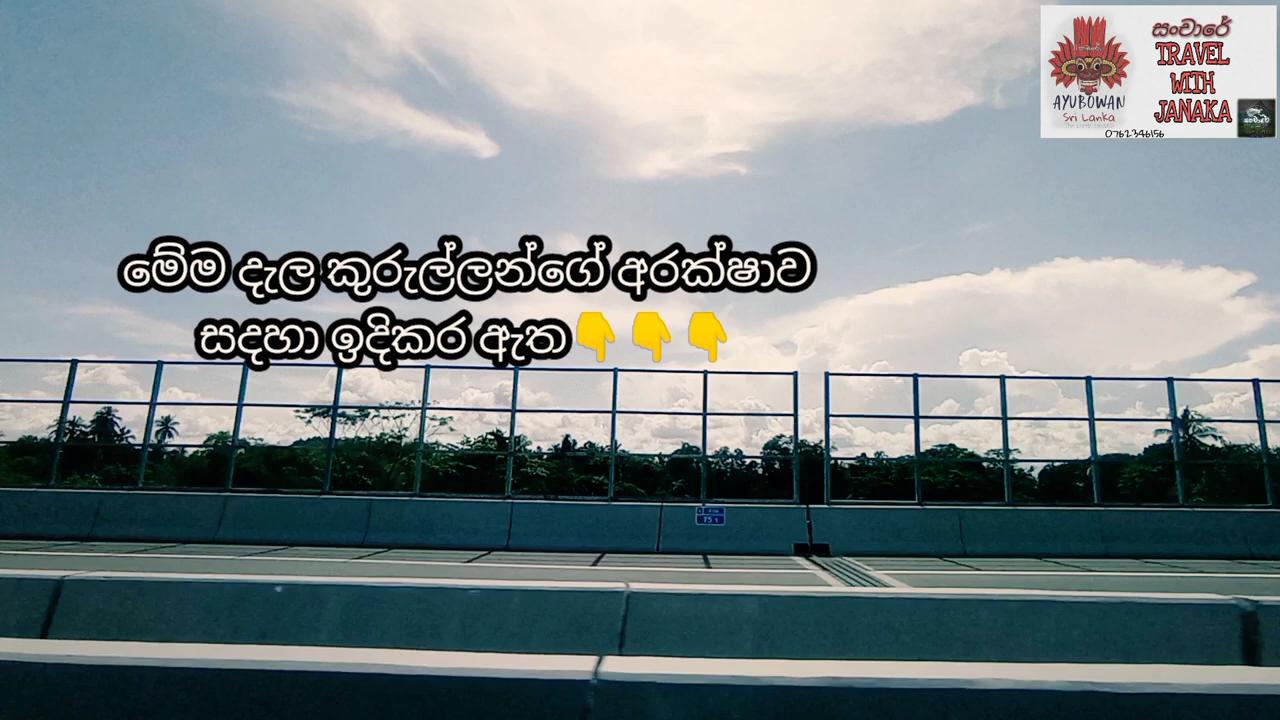 සංචාරේ
TRAVEL
WITH
JANAKA
AYUBOWAN
Sri Lanka
0762346156
මේම දැල කුරුල්ලන්ගේ අරක්ෂාව
සදහා ඉදිකර ඇත👇👇👇